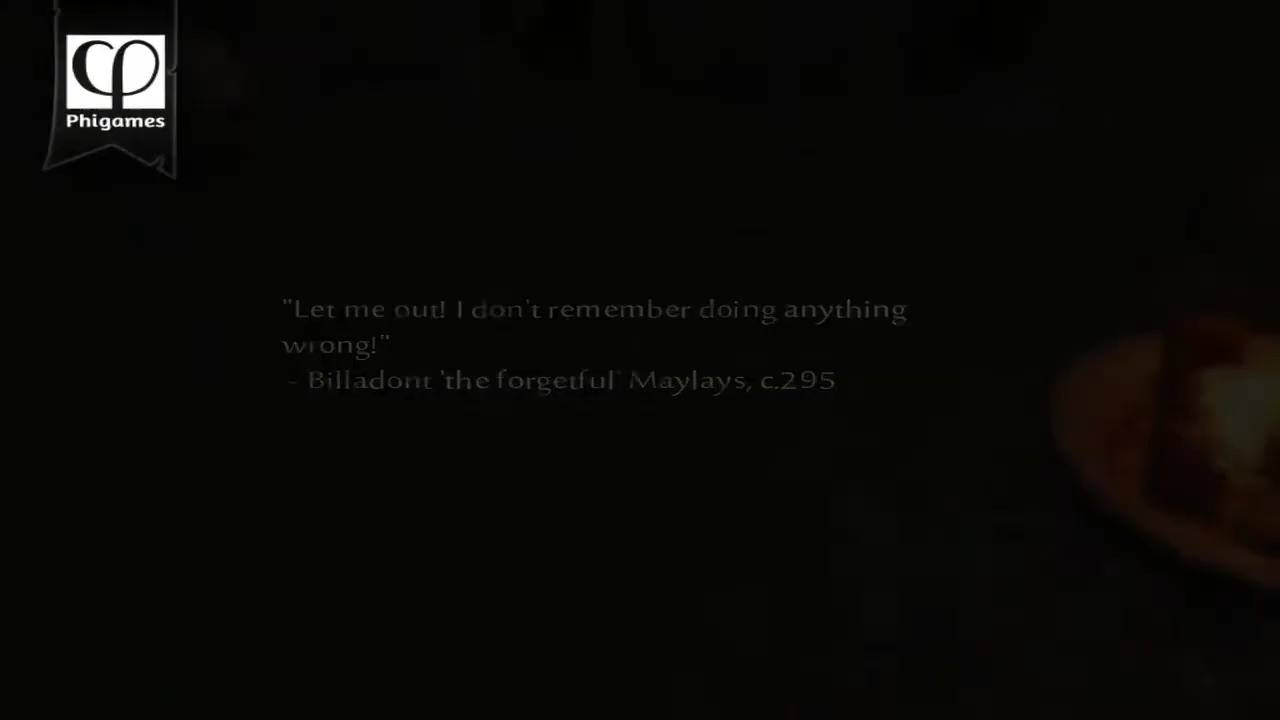 Phigames
"Let me out! I don't remember doing anything
wrong!"
- Billadont 'the forgetful' Maylays, c.295